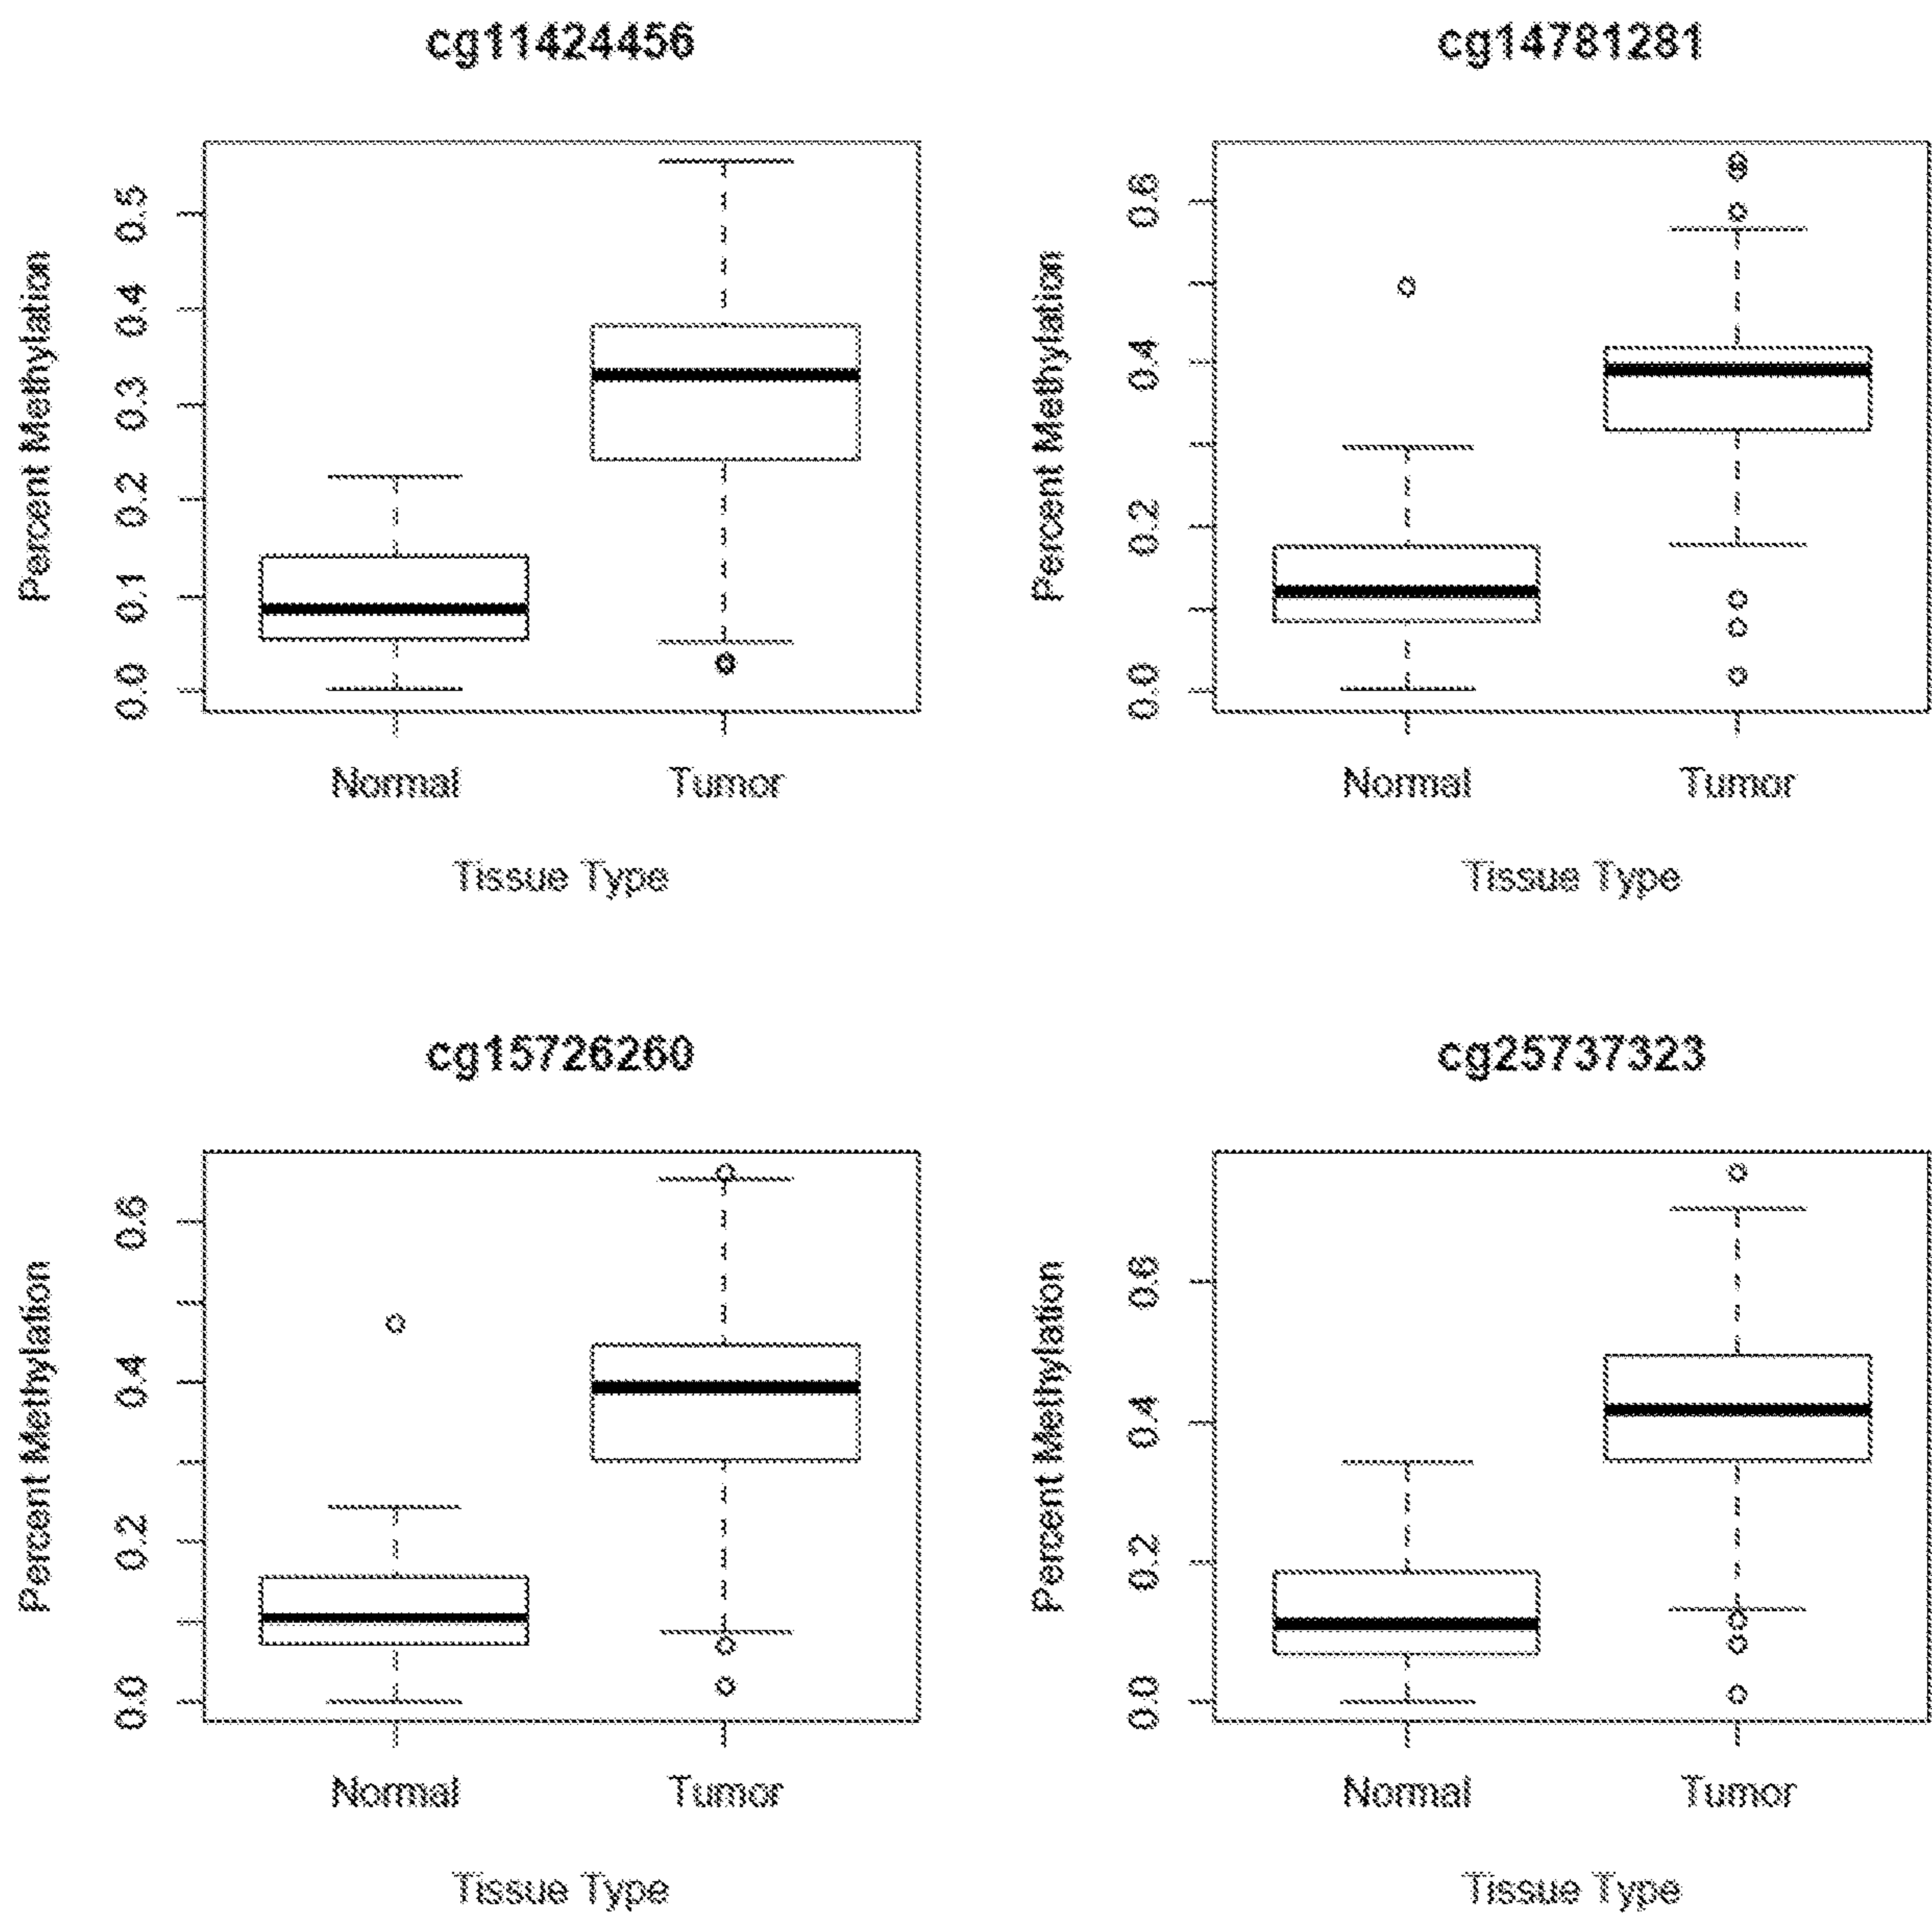 cg11424456
Percent Methylation
0.5
0.4
0.3
0.2
0.1
0.0
Normal Tumor
Tissue Type
cg14781281
Percent Methylation
0.6
0.4
0.2
0.0
Normal Tumor
Tissue Type
cg15726260
Percent Methylation
0.6
0.4
0.2
0.0
Normal Tumor
Tissue Type
cg25737323
Percent Methylation
0.6
0.4
0.2
0.0
Normal Tumor
Tissue Type